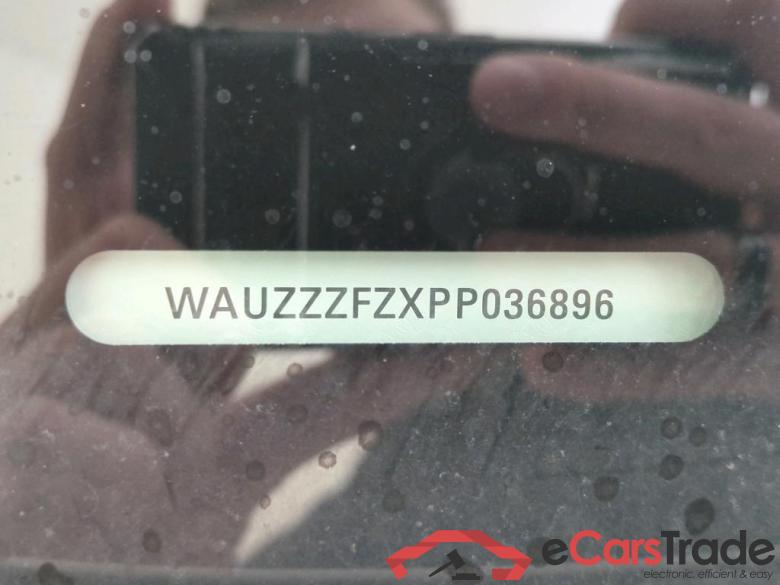 WAUZZZFZXPP036896
eCarsTrade
electronic, efficient & easy